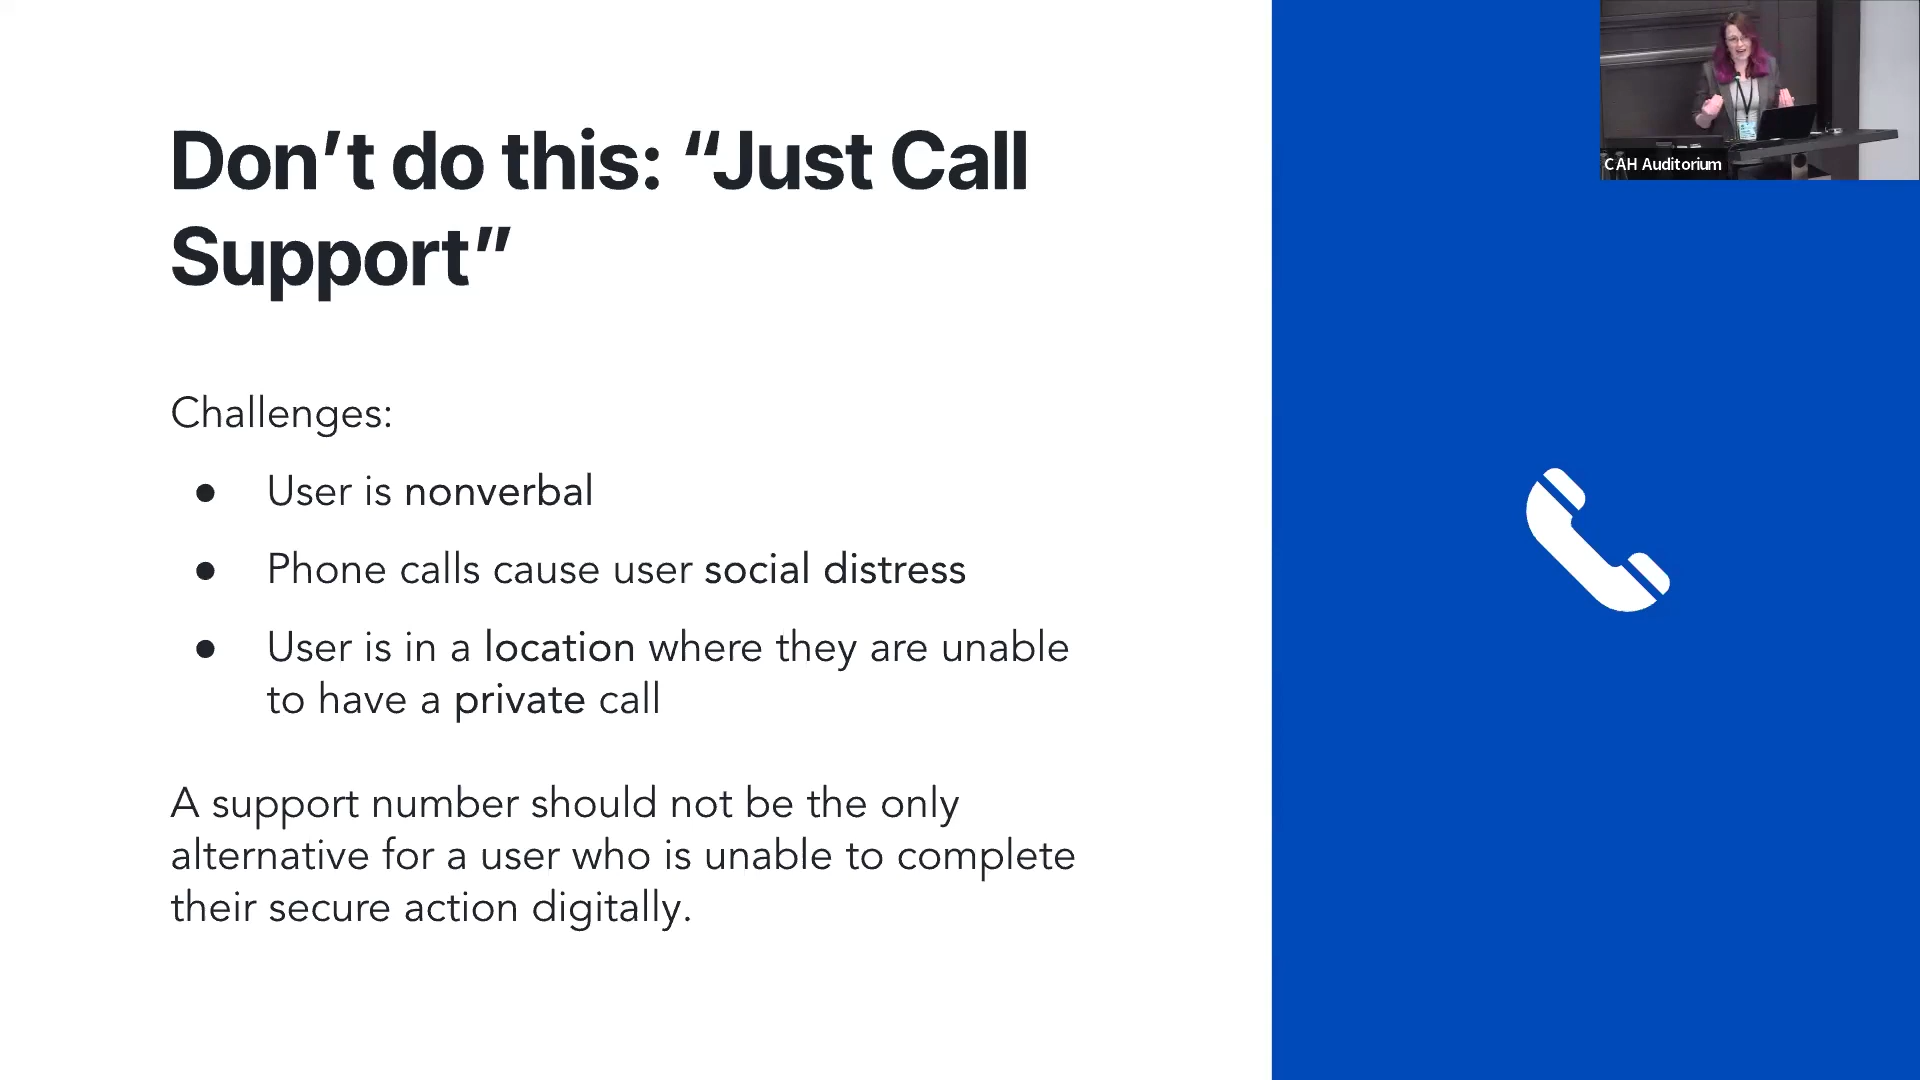 Don’t do this: “Just Call
Support”
Challenges:
● User is nonverbal
● Phone calls cause user social distress
● User is in a location where they are unable
to have a private call
A support number should not be the only
alternative for a user who is unable to complete
their secure action digitally.
CAH Auditorium